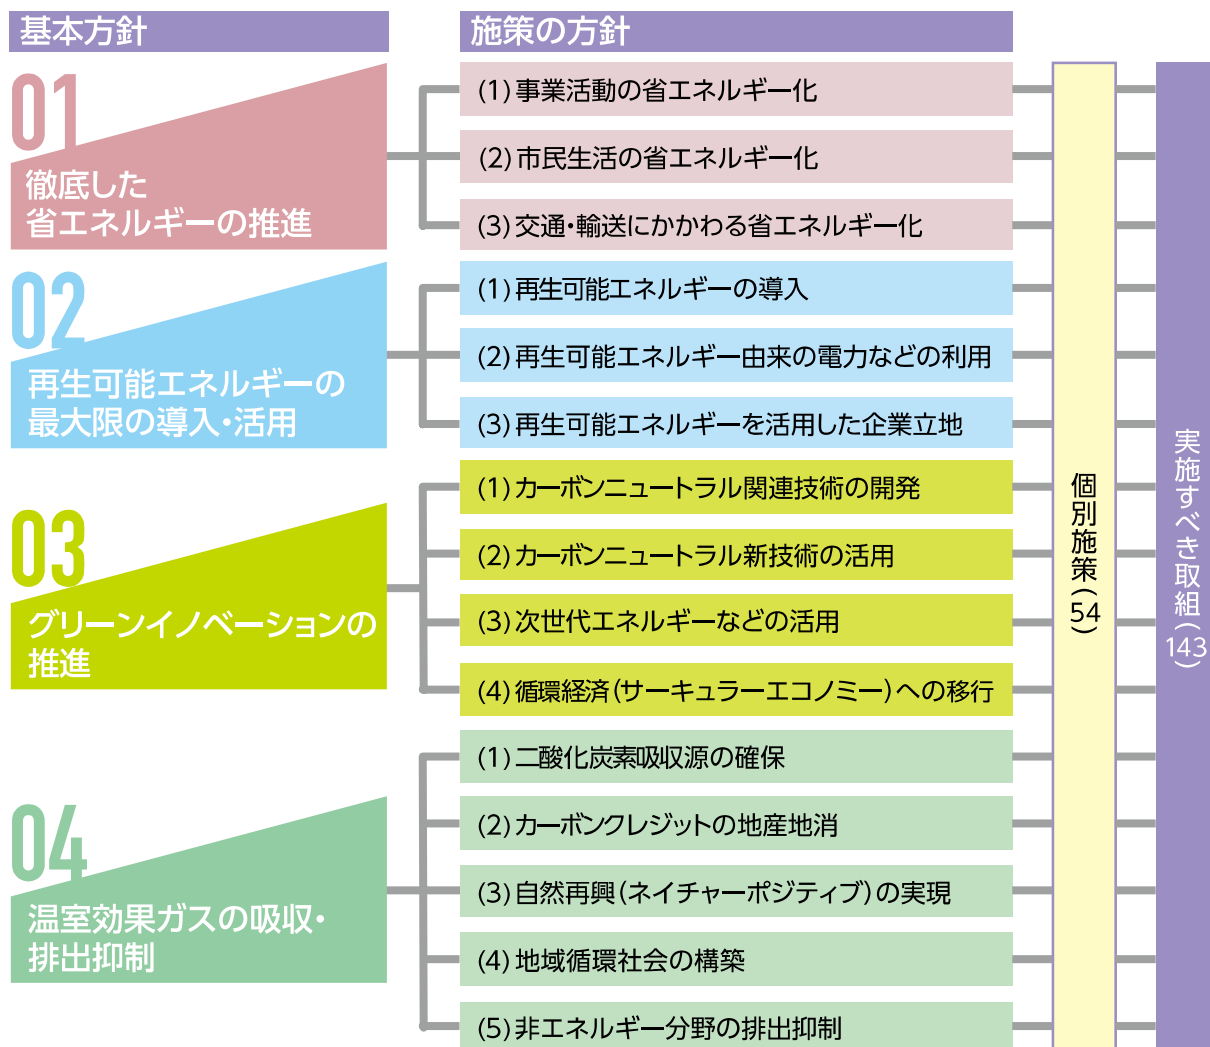 基本方針
施策の方針
01
徹底した
省エネルギーの推進
(1)事業活動の省エネルギー化
(2)市民生活の省エネルギー化
(3)交通・輸送にかかわる省エネルギー化
02
再生可能エネルギーの
最大限の導入・活用
(1)再生可能エネルギーの導入
(2)再生可能エネルギー由来の電力などの利用
(3)再生可能エネルギーを活用した企業立地
03
グリーンイノベーションの
推進
(1)カーボンニュートラル関連技術の開発
(2)カーボンニュートラル新技術の活用
(3)次世代エネルギーなどの活用
(4)循環経済(サーキュラーエコノミー)への移行
04
温室効果ガスの吸収・
排出抑制
(1)二酸化炭素吸収源の確保
(2)カーボンクレジットの地産地消
(3)自然再興(ネイチャーポジティブ)の実現
(4)地域循環社会の構築
(5)非エネルギー分野の排出抑制
個別施策(54)
実施すべき取組(143)